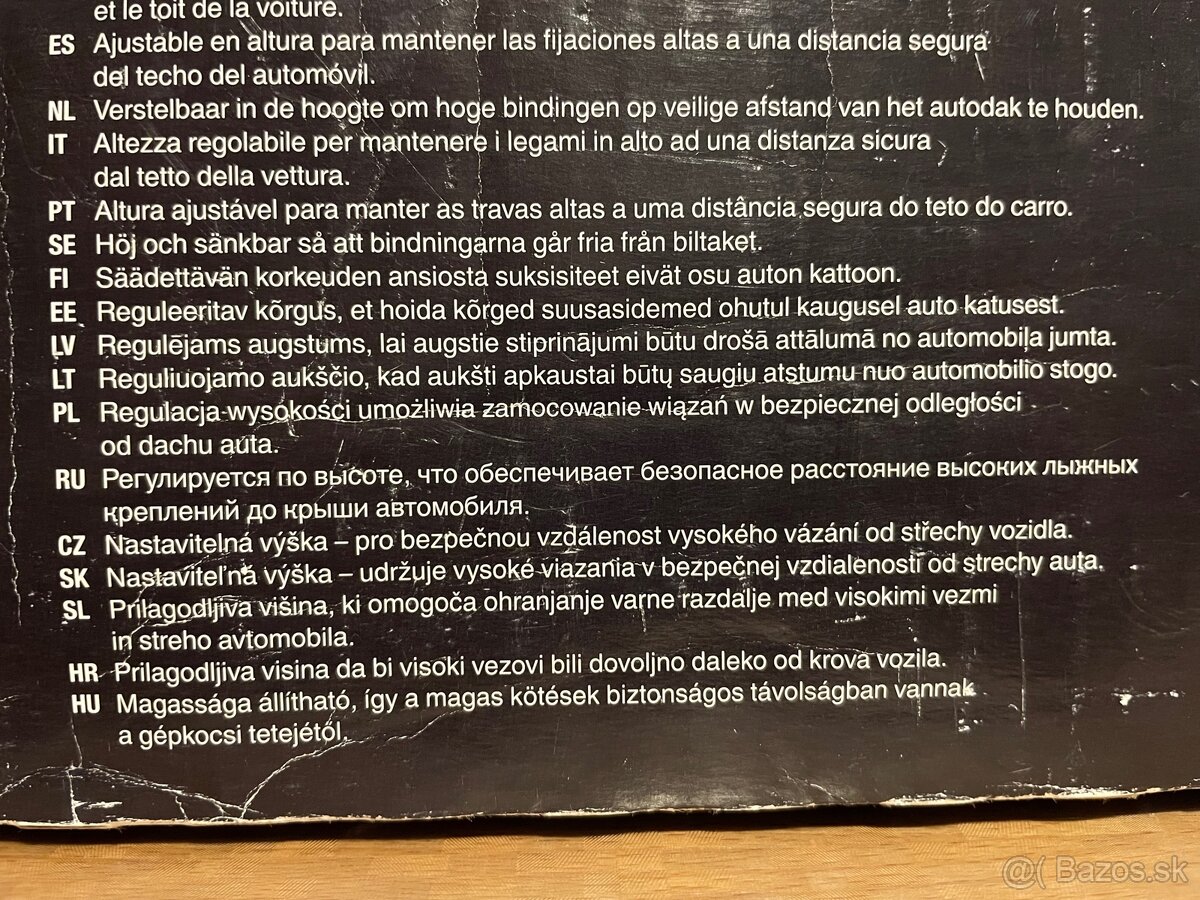 et le toit de la voiture.
ES Ajustable en altura para mantener las fijaciones altas a una distancia segura
del techo del automóvil.
NL Verstelbaar in de hoogte om hoge bindingen op veilige afstand van het autodak te houden.
IT Altezza regolabile per mantenere i legami in alto ad una distanza sicura
dal tetto della vettura.
PT Altura ajustável para manter as travas altas a uma distância segura do teto do carro.
SE Höj och sänkbar så att bindningarna går fria från biltaket.
FI Säädettävän korkeuden ansiosta suksisiteet eivät osu auton kattoon.
EE Reguleeritav kõrgus, et hoida kõrged suusasidemed ohutul kaugusel auto katusest.
LV Regulējams augstums, lai augstie stiprinājumi būtu drošā attālumā no automobiļa jumta.
LT Reguliuojamo aukščio, kad aukšti apkaustai būtų saugiu atstumu nuo automobilio stogo.
PL Regulacja wysokości umożliwia zamocowanie wiązań w bezpiecznej odległości
od dachu auta.
RU Регулируется по высоте, что обеспечивает безопасное расстояние высоких лыжных
креплений до крыши автомобиля.
CZ Nastavitelná výška – pro bezpečnou vzdálenost vysokého vázání od střechy vozidla.
SK Nastaviteľná výška – udržuje vysoké viazania v bezpečnej vzdialenosti od strechy auta.
SL Prilagodljiva višina, ki omogoča ohranjanje varne razdalje med visokimi vezmi
in streho avtomobila.
HR Prilagodljiva visina da bi visoki vezovi bili dovoljno daleko od krova vozila.
HU Magassága állítható, így a magas kötések biztonságos távolságban vannak
a gépkocsi tetejétől.
@( Bazos.sk